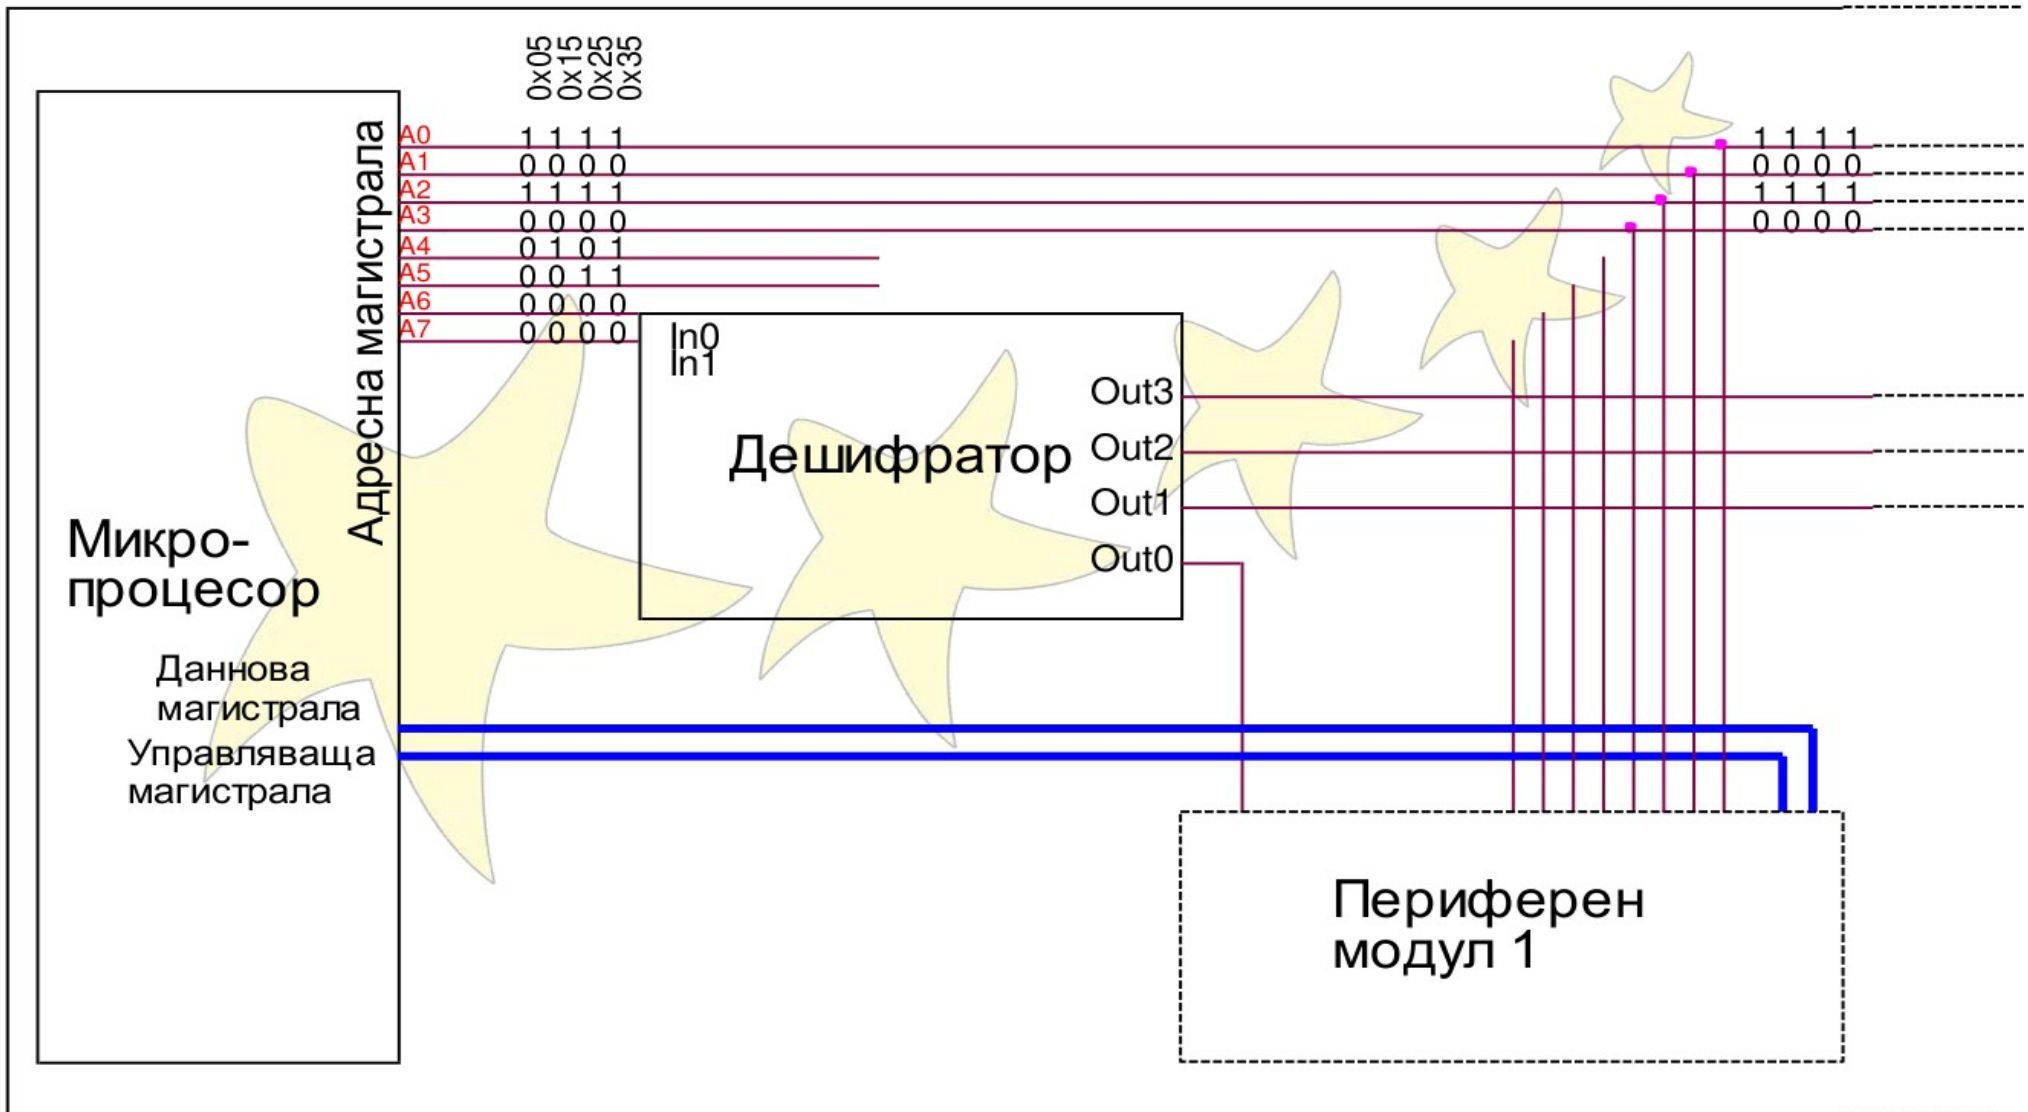 0x05
0x15
0x25
0x35
Адресна магистрала
A0 1 1 1 1 1 1 1 1
A1 0 0 0 0 0 0 0 0
A2 1 1 1 1 1 1 1 1
A3 0 0 0 0 0 0 0 0
A4 0 1 0 1
A5 0 0 1 1
A6 0 0 0 0
A7 0 0 0 0
In0
In1
Out3
Дешифратор
Out2
Out1
Out0
Микро-
процесор
Даннова
магистрала
Управляваща
магистрала
Периферен
модул 1